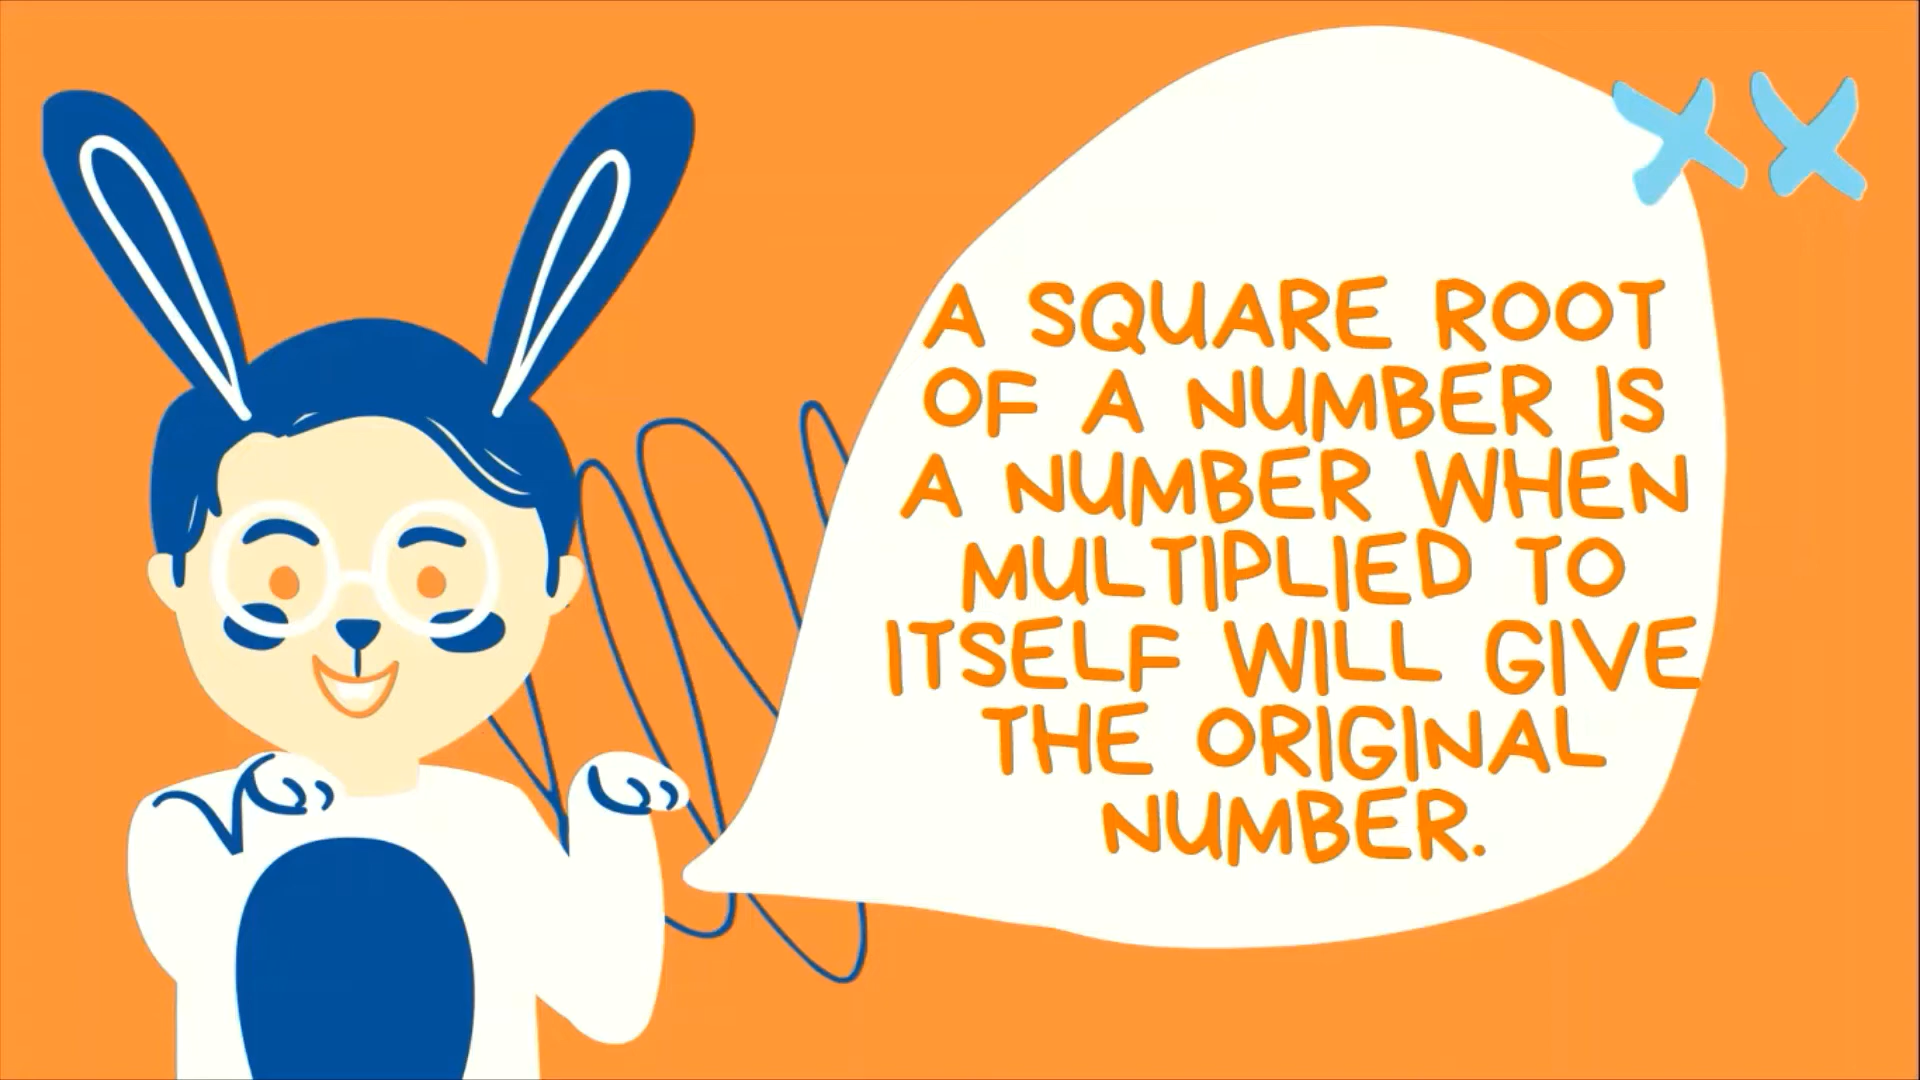 A SQUARE ROOT
OF A NUMBER IS
A NUMBER WHEN
MULTIPLIED TO
ITSELF WILL GIVE
THE ORIGINAL
NUMBER.